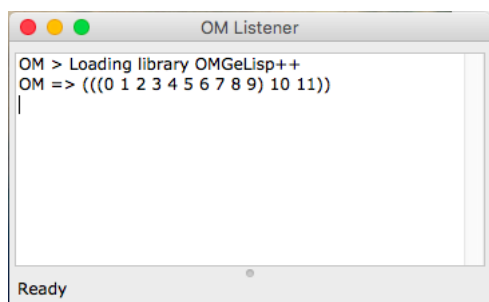 OM Listener
OM > Loading library OMGeLisp++
OM => (((0 1 2 3 4 5 6 7 8 9) 10 11))
Ready